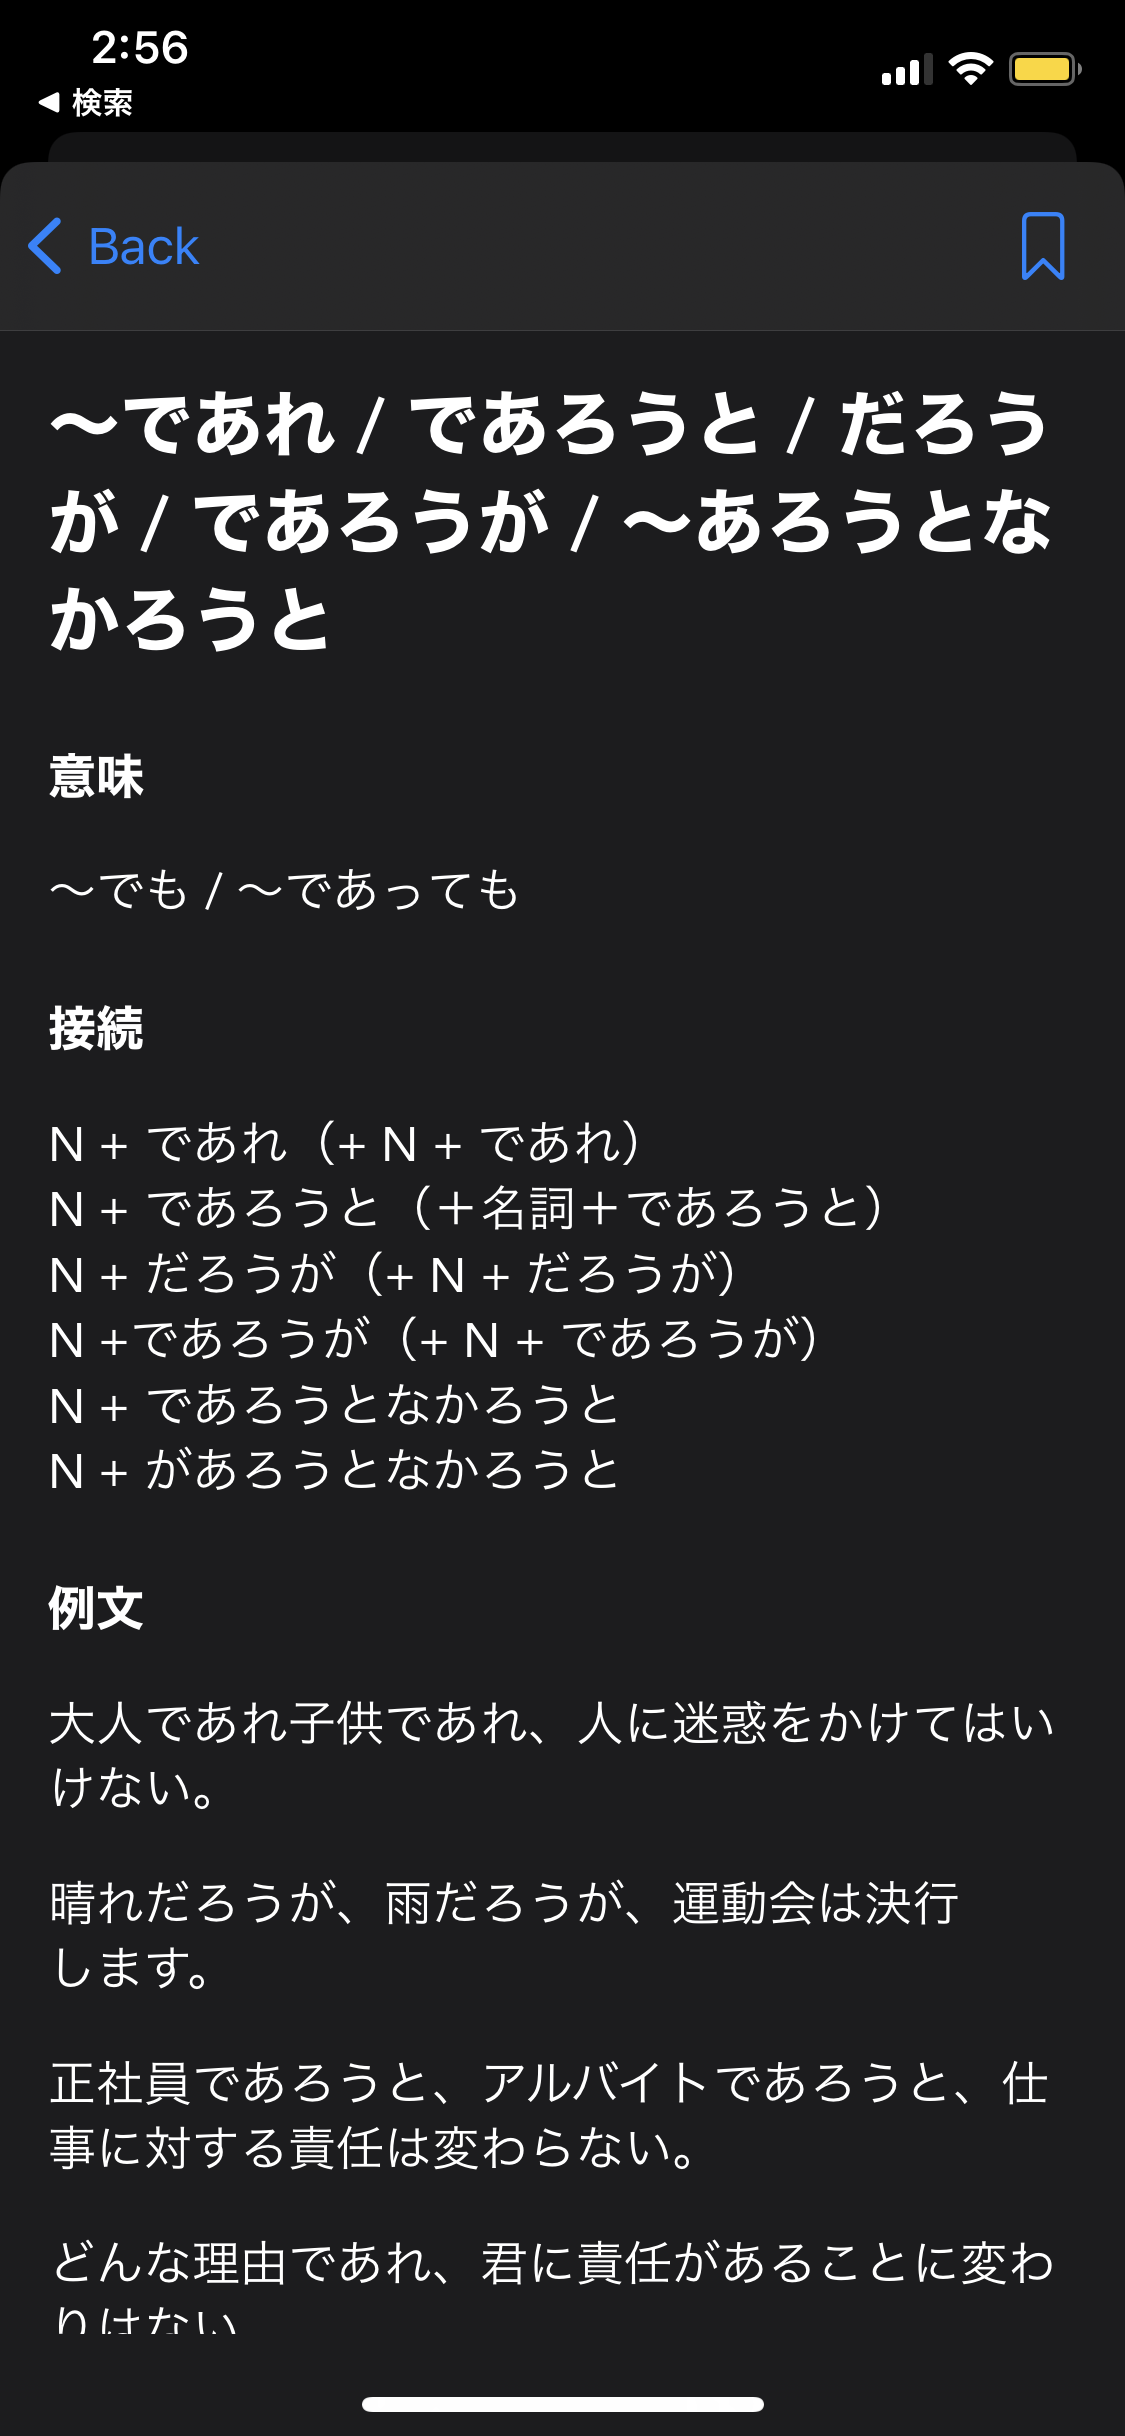 2:56
◀ 検索
Back
〜であれ / であろうと / だろう
が / であろうが / 〜あろうとな
かろうと
意味
〜でも / 〜であっても
接続
N + であれ（+ N + であれ）
N + であろうと（＋名詞＋であろうと）
N + だろうが（+ N + だろうが）
N +であろうが（+ N + であろうが）
N + であろうとなかろうと
N + があろうとなかろうと
例文
大人であれ子供であれ、人に迷惑をかけてはい
けない。
晴れだろうが、雨だろうが、運動会は決行
します。
正社員であろうと、アルバイトであろうと、仕
事に対する責任は変わらない。
どんな理由であれ、君に責任があることに変わ
りはない